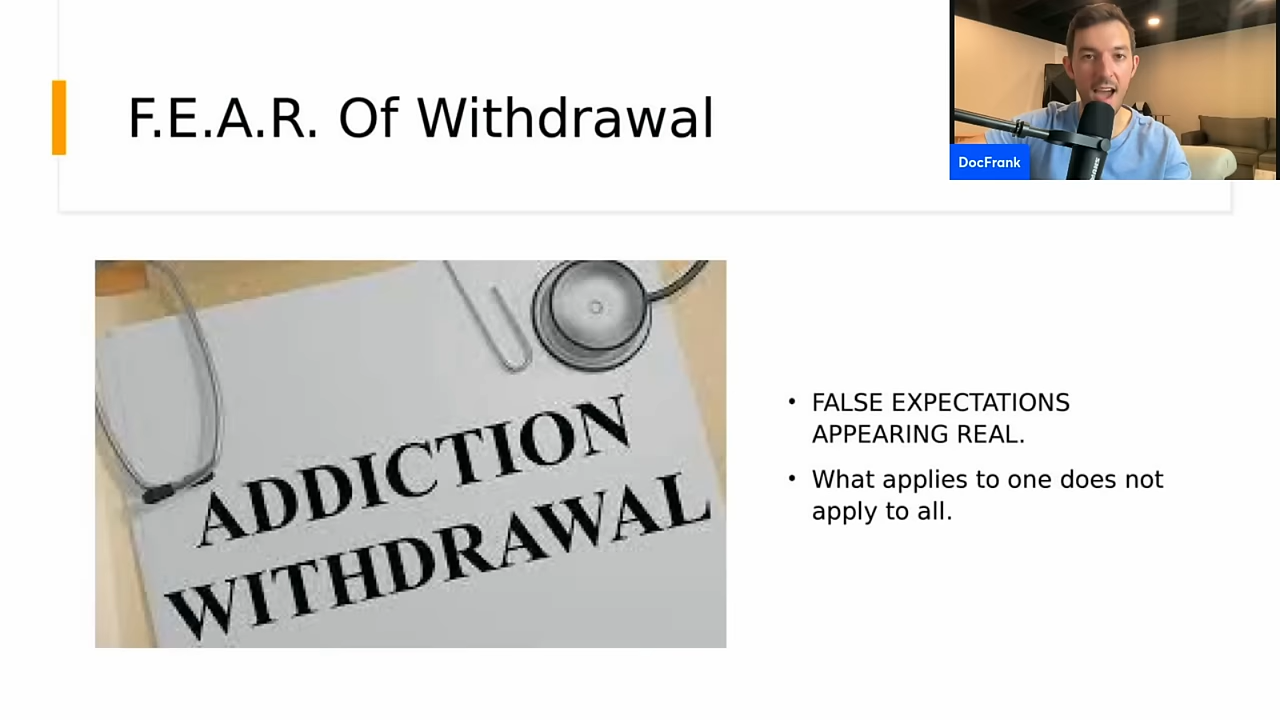 F.E.A.R. Of Withdrawal
DocFrank
ADDICTION
WITHDRAWAL
• FALSE EXPECTATIONS
APPEARING REAL.
• What applies to one does not
apply to all.